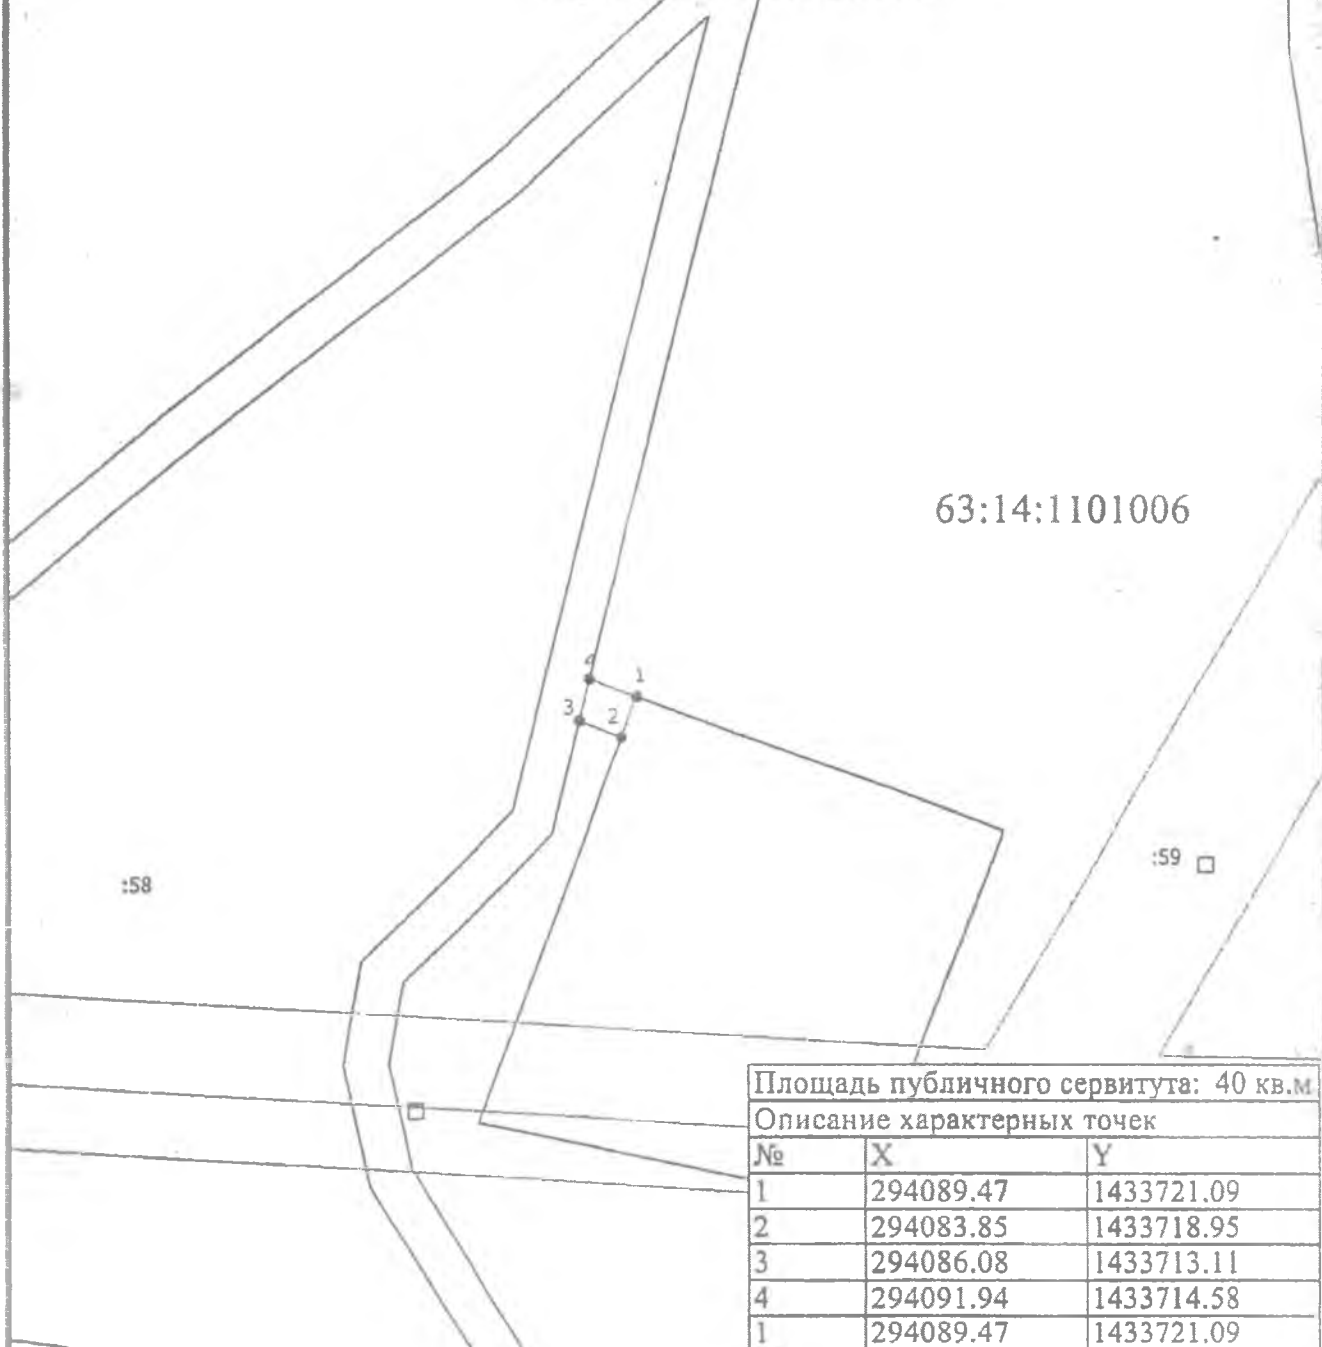 63:14:1101006
4
1
3
2
:59
:58
Площадь публичного сервитута: 40 кв.м
Описание характерных точек
№ X Y
1 294089.47 1433721.09
2 294083.85 1433718.95
3 294086.08 1433713.11
4 294091.94 1433714.58
1 294089.47 1433721.09